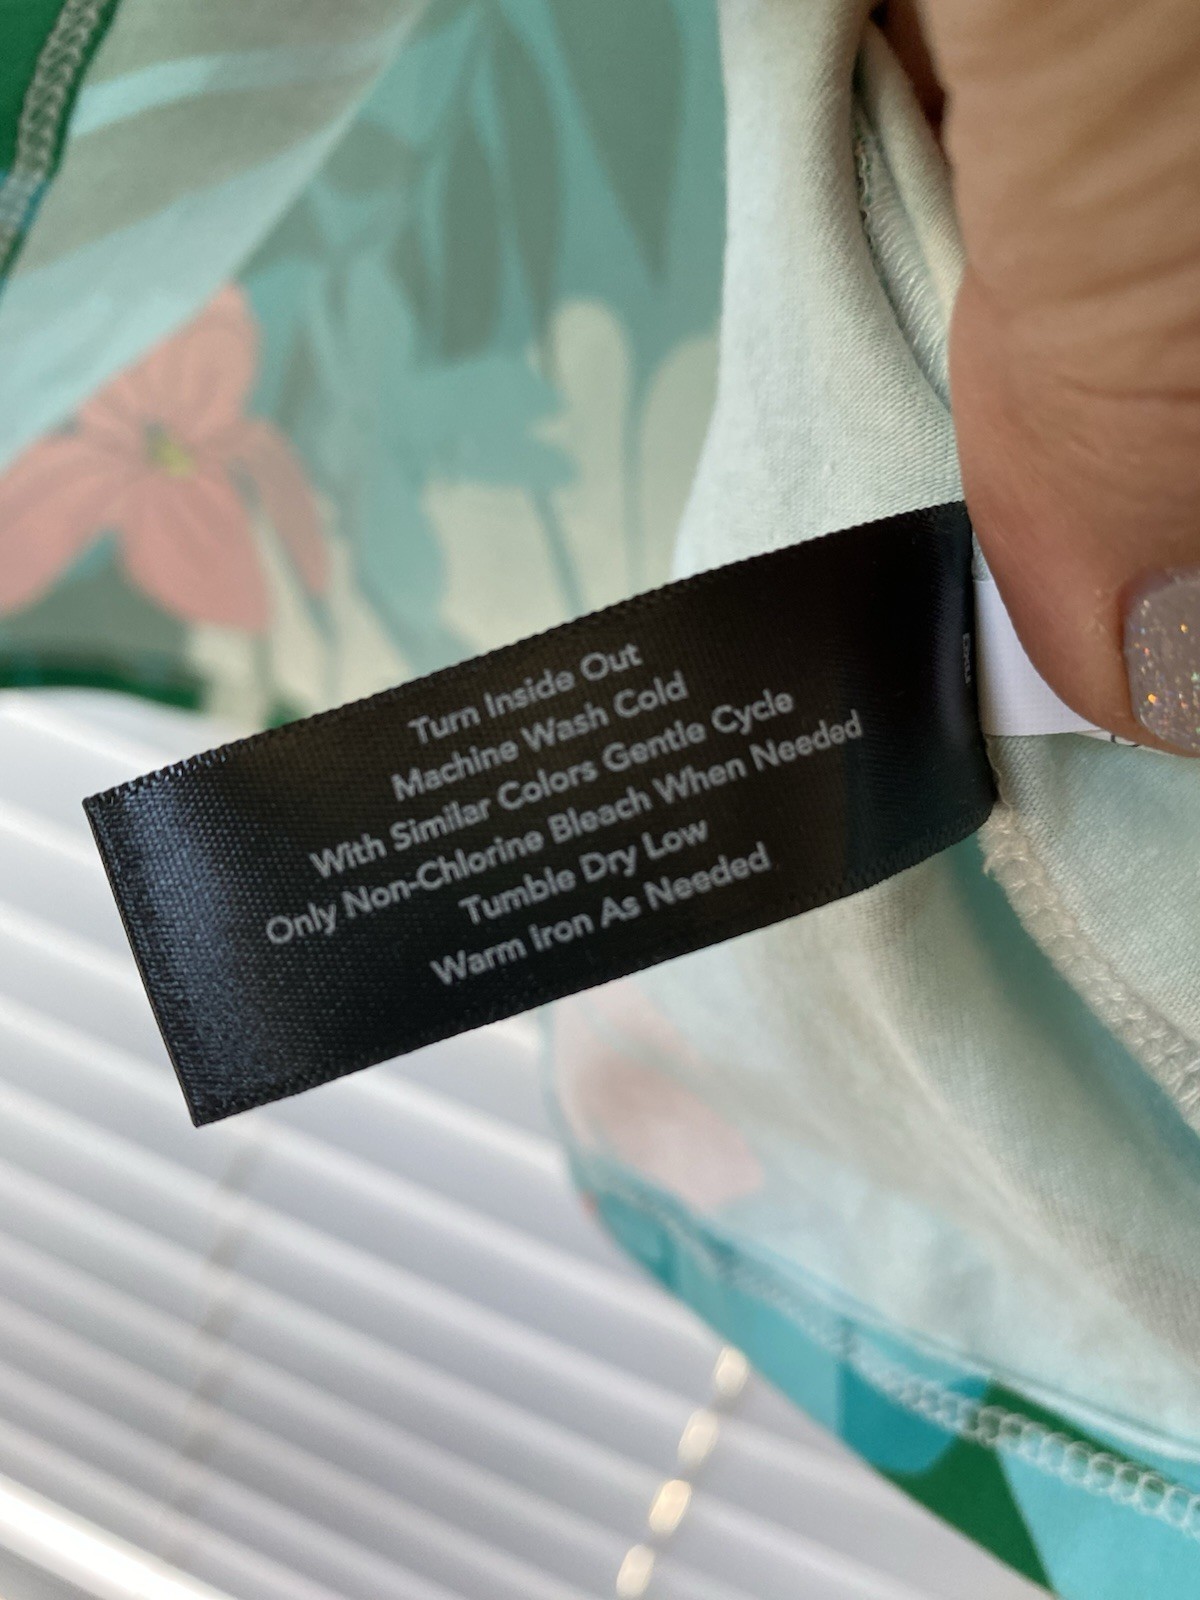 Turn Inside Out
Machine Wash Cold
With Similar Colors Gentle Cycle
Only Non-Chlorine Bleach When Needed
Tumble Dry Low
Warm Iron As Needed